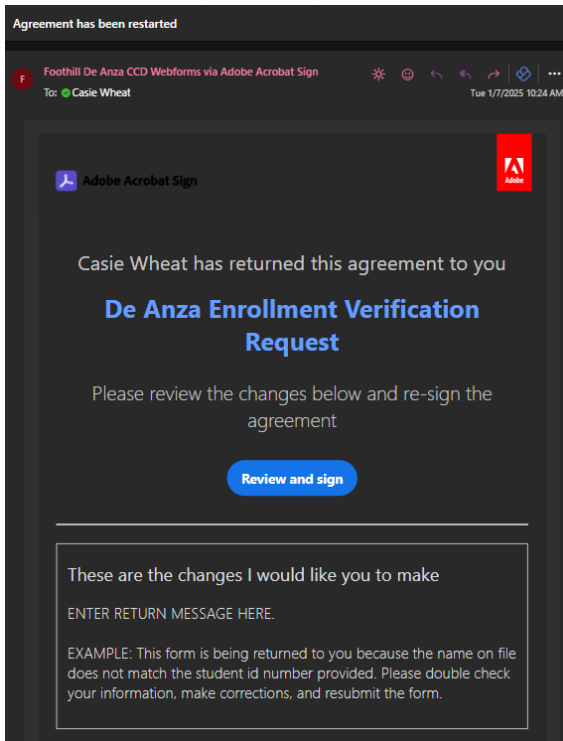 Agreement has been restarted
F
Foothill De Anza CCD Webforms via Adobe Acrobat Sign
To: Casie Wheat
Tue 1/7/2025 10:24 AM
Adobe Acrobat Sign
Adobe
Casie Wheat has returned this agreement to you
De Anza Enrollment Verification
Request
Please review the changes below and re-sign the
agreement
Review and sign
These are the changes I would like you to make
ENTER RETURN MESSAGE HERE.
EXAMPLE: This form is being returned to you because the name on file
does not match the student id number provided. Please double check
your information, make corrections, and resubmit the form.